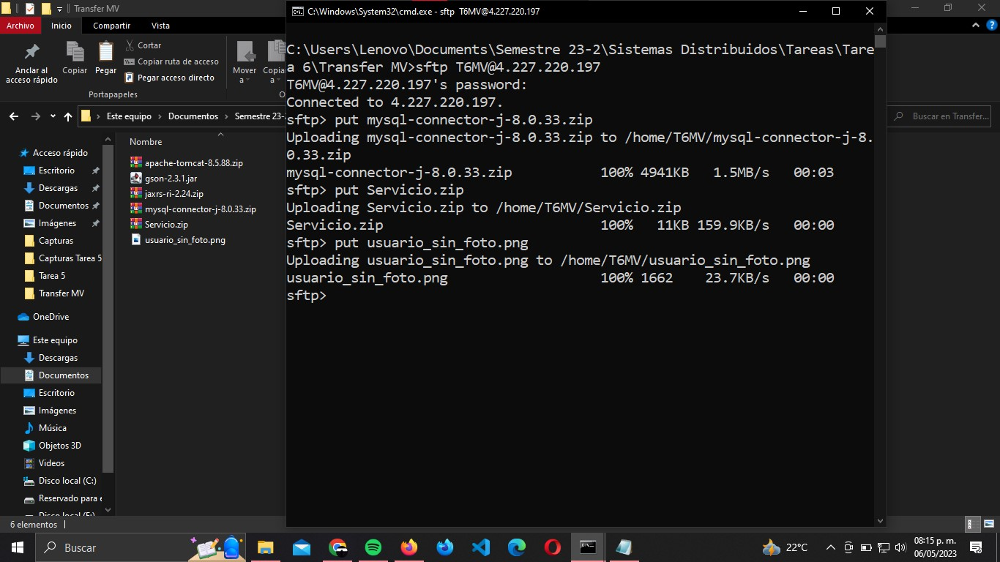 Transfer MV
Archivo
Inicio
Compartir
Vista
Anclar al
acceso rápido
Copiar
Pegar
Cortar
Copiar ruta de acceso
Pegar acceso directo
Mover
a
Copiar
a
Portapapeles
Este equipo
Documentos
Semestre 23-2
Buscar en Transfer...
Acceso rápido
Escritorio
Descargas
Documentos
Imágenes
Capturas
Capturas Tarea 5
Tarea 5
Transfer MV
OneDrive
Este equipo
Descargas
Documentos
Escritorio
Imágenes
Música
Objetos 3D
Videos
Disco local (C:)
Reservado para e
Disco local (E:)
Nombre
apache-tomcat-8.5.88.zip
gson-2.3.1.jar
jaxrs-ri-2.24.zip
mysql-connector-j-8.0.33.zip
Servicio.zip
usuario_sin_foto.png
6 elementos
C:\Windows\System32\cmd.exe - sftp T6MV@4.227.220.197
C:\Users\Lenovo\Documents\Semestre 23-2\Sistemas Distribuidos\Tareas\Tare
a 6\Transfer MV>sftp T6MV@4.227.220.197
T6MV@4.227.220.197's password:
Connected to 4.227.220.197.
sftp> put mysql-connector-j-8.0.33.zip
Uploading mysql-connector-j-8.0.33.zip to /home/T6MV/mysql-connector-j-8.
0.33.zip
mysql-connector-j-8.0.33.zip 100% 4941KB 1.5MB/s 00:03
sftp> put Servicio.zip
Uploading Servicio.zip to /home/T6MV/Servicio.zip
Servicio.zip 100% 11KB 159.9KB/s 00:00
sftp> put usuario_sin_foto.png
Uploading usuario_sin_foto.png to /home/T6MV/usuario_sin_foto.png
usuario_sin_foto.png 100% 1662 23.7KB/s 00:00
sftp>
Buscar
22°C
08:15 p. m.
06/05/2023